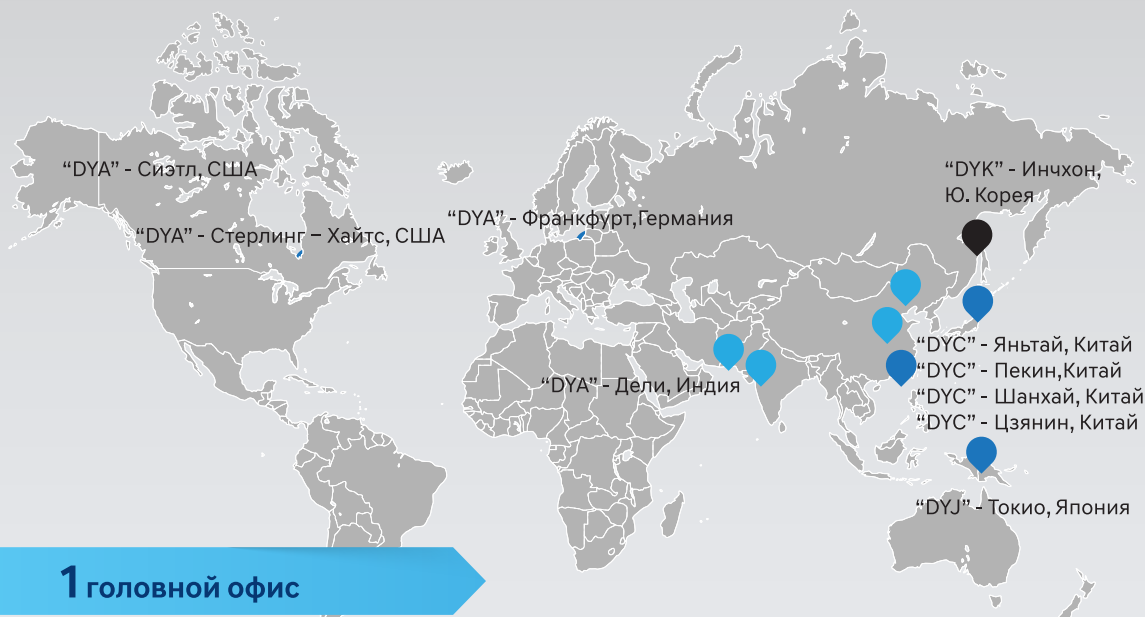 “DYA” - Сиэтл, США
“DYK” - Инчхон,
Ю. Корея
“DYA” - Франкфурт,Германия
“DYA” - Стерлинг – Хайтс, США
“DYC” - Яньтай, Китай
“DYC” - Пекин,Китай
“DYA” - Дели, Индия
“DYC” - Шанхай, Китай
“DYC” - Цзянин, Китай
“DYJ” - Токио, Япония
1 головной офис